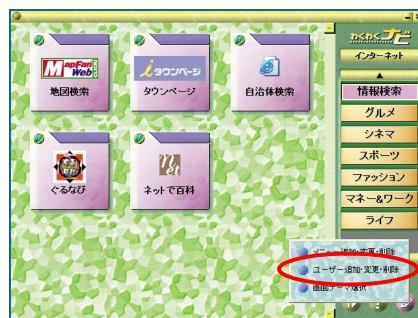 わくわくナビ
インターネット
MapFan Web
地図検索
iタウンページ
タウンページ
自治体検索
ぐるなび
Net
ネットで百科
情報検索
グルメ
シネマ
スポーツ
ファッション
マネー&ワーク
ライフ
メニュー追加・変更・削除
ユーザー追加・変更・削除
画面テーマ選択